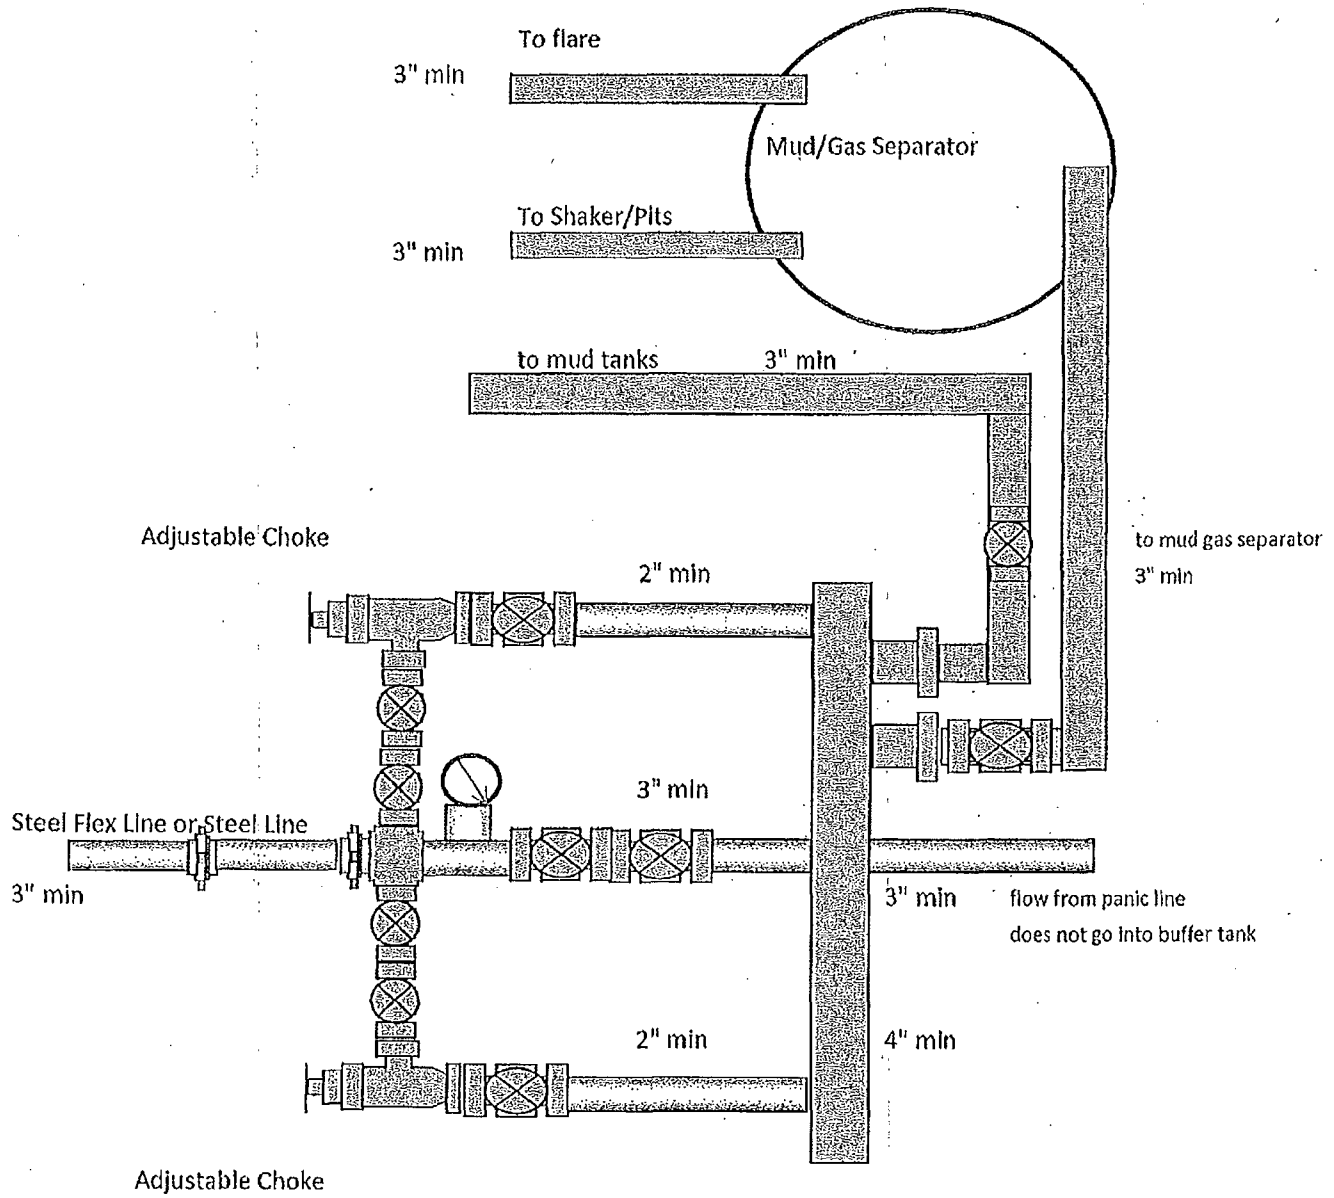 To flare
3" min
Mud/Gas Separator
To Shaker/Pits
3" min
to mud tanks 3" min
Adjustable Choke
to mud gas separator
3" min
2" min
3" min
Steel Flex Line or Steel Line
3" min
3" min
flow from panic line
does not go into buffer tank
2" min
4" min
Adjustable Choke